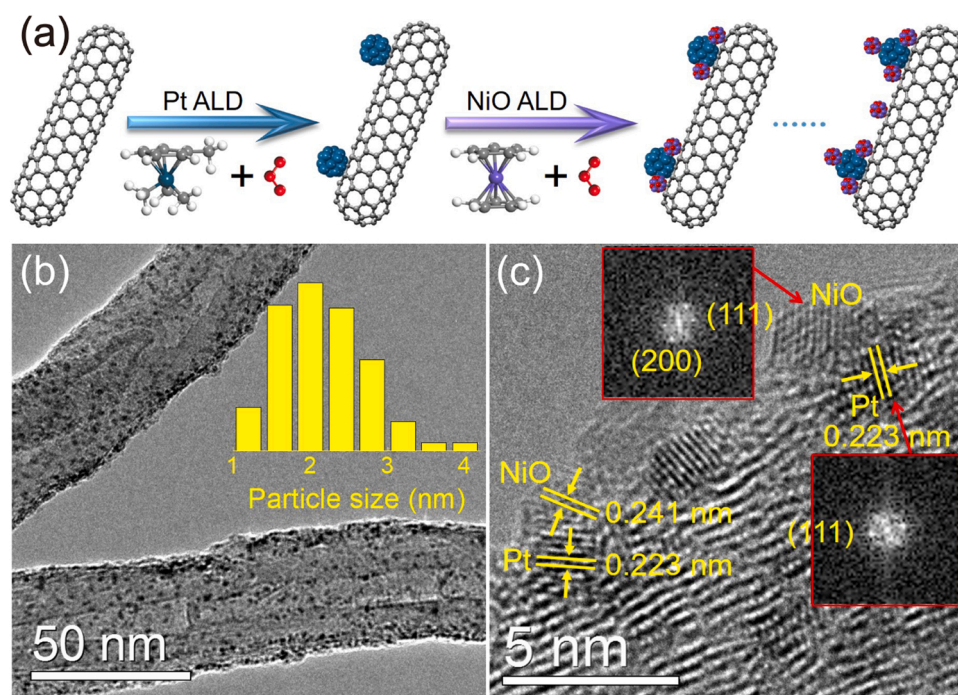 (a)
Pt ALD
NiO ALD
+
+
......
(b)
1 2 3 4
Particle size (nm)
50 nm
(c)
NiO
(111)
(200)
Pt
0.223 nm
NiO
0.241 nm
Pt
0.223 nm
(111)
5 nm